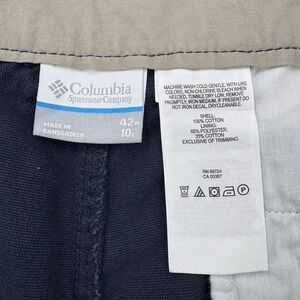 Columbia
Sportswear Company
42W
10C
MADE IN
BANGLADESH
MACHINE WASH COLD GENTLE, WITH LIKE
COLORS, NON-CHLORINE BLEACH WHEN
NEEDED, TUMBLE DRY LOW, REMOVE
PROMPTLY, IRON MEDIUM, IF NEEDED. DO
NOT IRON DECAL. DRYCLEANABLE.
SHELL:
100% COTTON
LINING:
65% POLYESTER,
35% COTTON
EXCLUSIVE OF TRIMMING
RN 69724
CA 05367